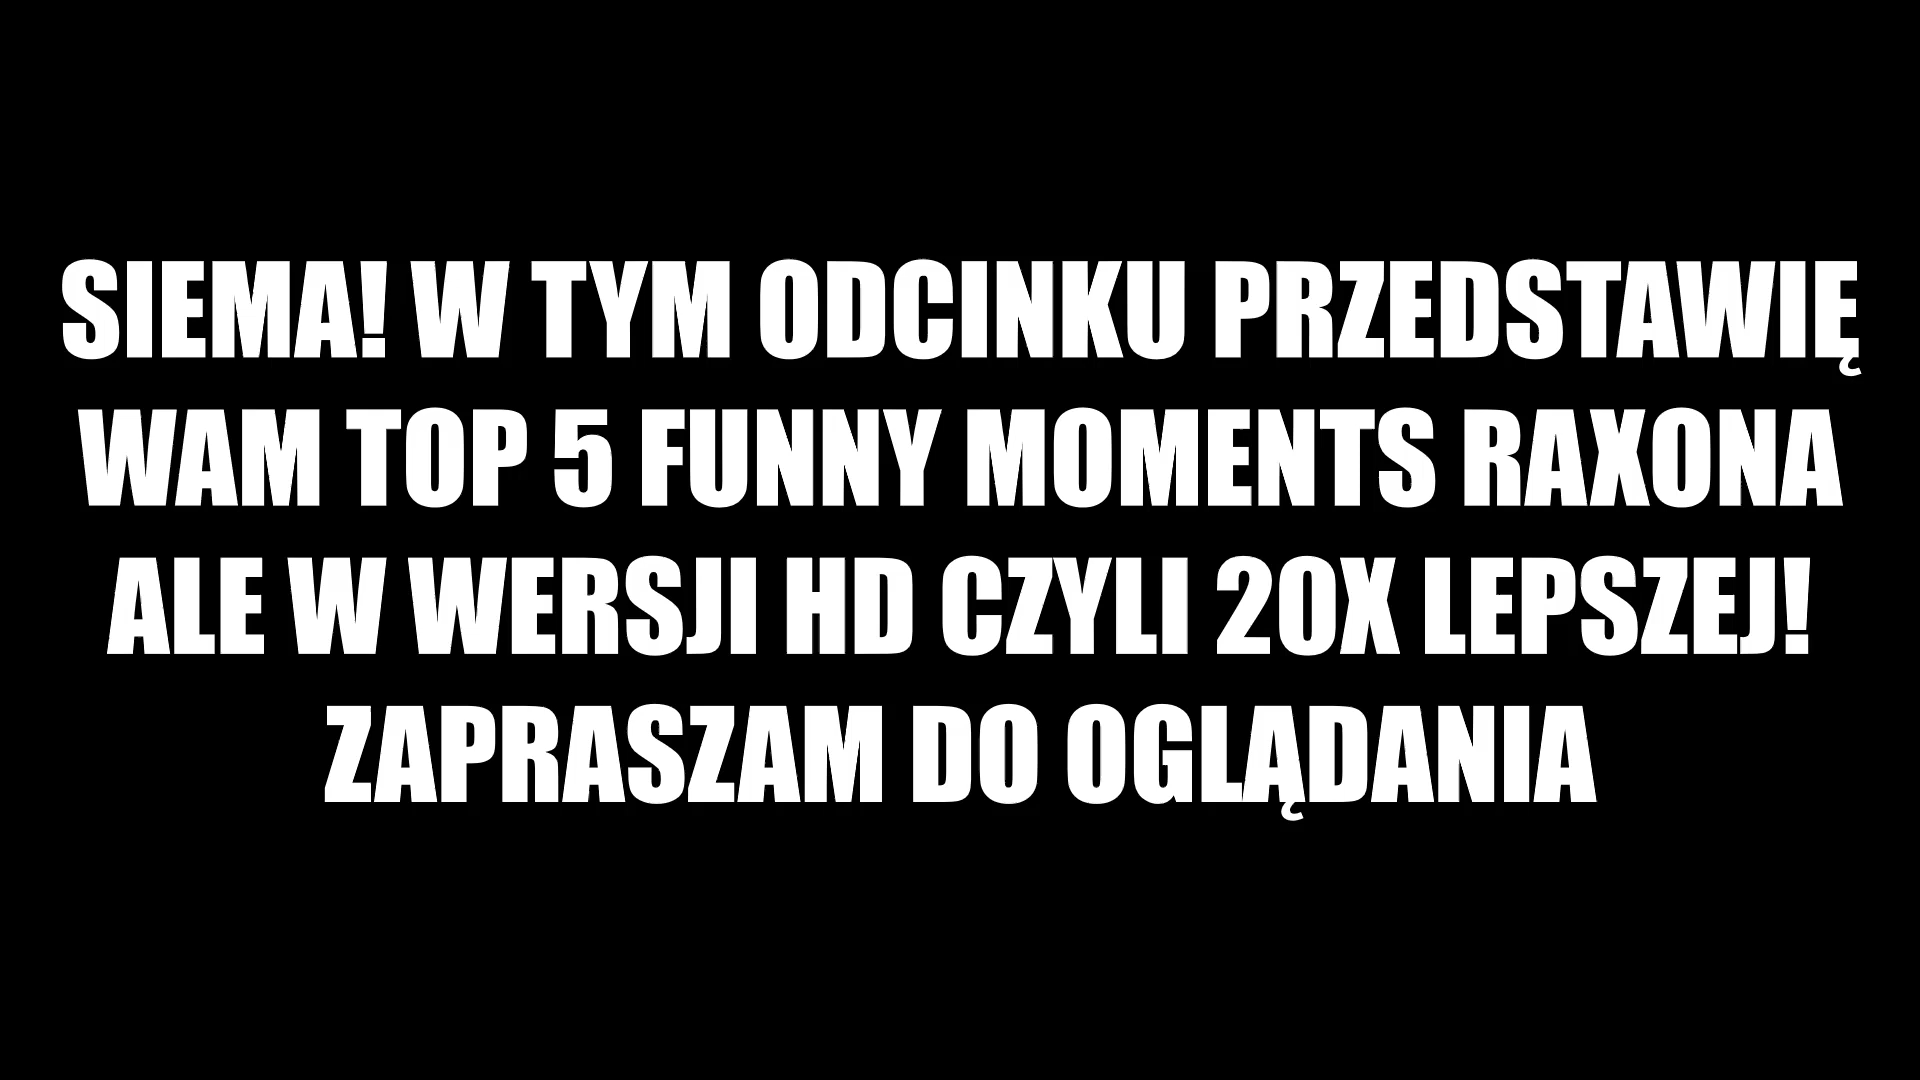 SIEMA! W TYM ODCINKU PRZEDSTAWIĘ
WAM TOP 5 FUNNY MOMENTS RAXONA
ALE W WERSJI HD CZYLI 20X LEPSZEJ!
ZAPRASZAM DO OGLĄDANIA